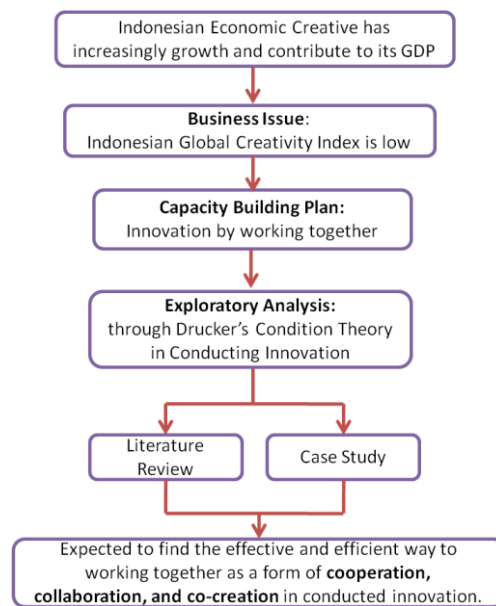 Indonesian Economic Creative has
increasingly growth and contribute to its GDP
Business Issue:
Indonesian Global Creativity Index is low
Capacity Building Plan:
Innovation by working together
Exploratory Analysis:
through Drucker's Condition Theory
in Conducting Innovation
Literature
Review
Case Study
Expected to find the effective and efficient way to
working together as a form of cooperation,
collaboration, and co-creation in conducted innovation.